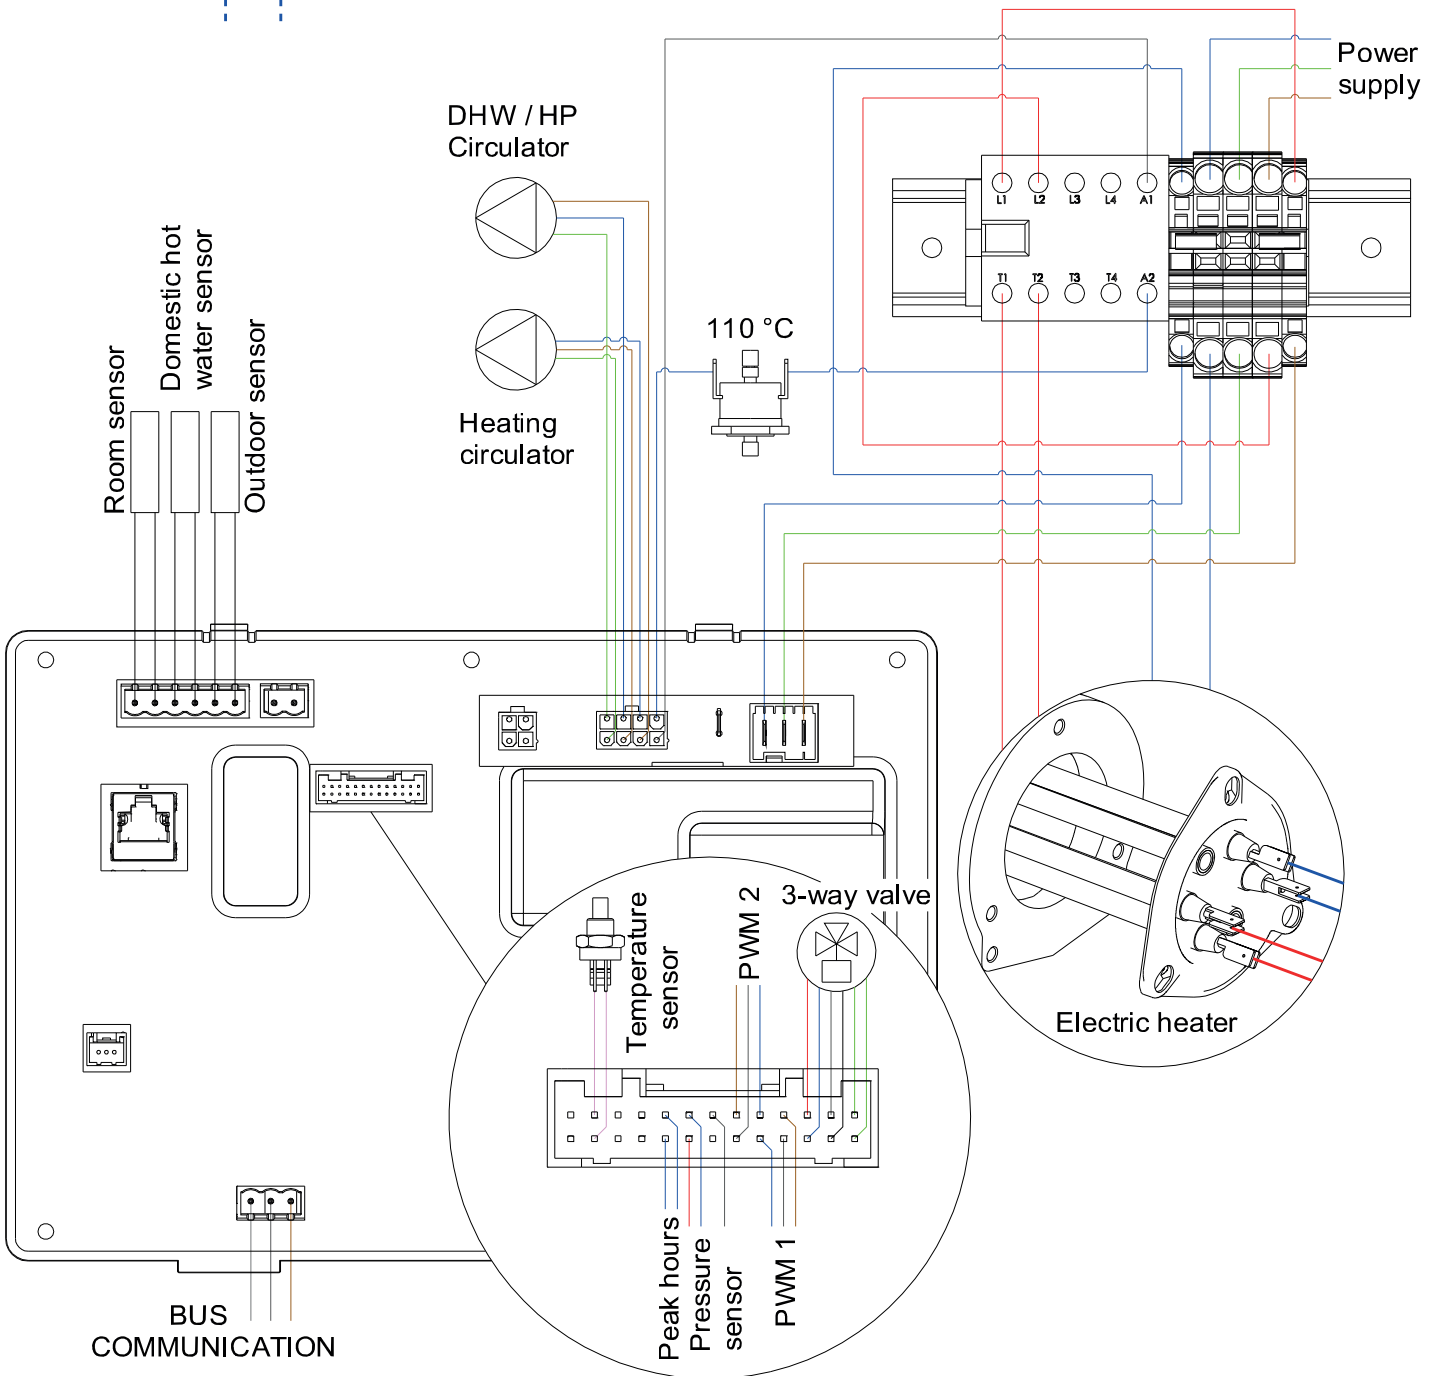 Power
supply
DHW / HP
Circulator
L1 L2 L3 L4 A1
T1 T2 T3 T4 A2
110 °C
Heating
circulator
Room sensor
Domestic hot
water sensor
Outdoor sensor
Temperature
sensor
PWM 2
3-way valve
Electric heater
Peak hours
Pressure
sensor
PWM 1
BUS
COMMUNICATION